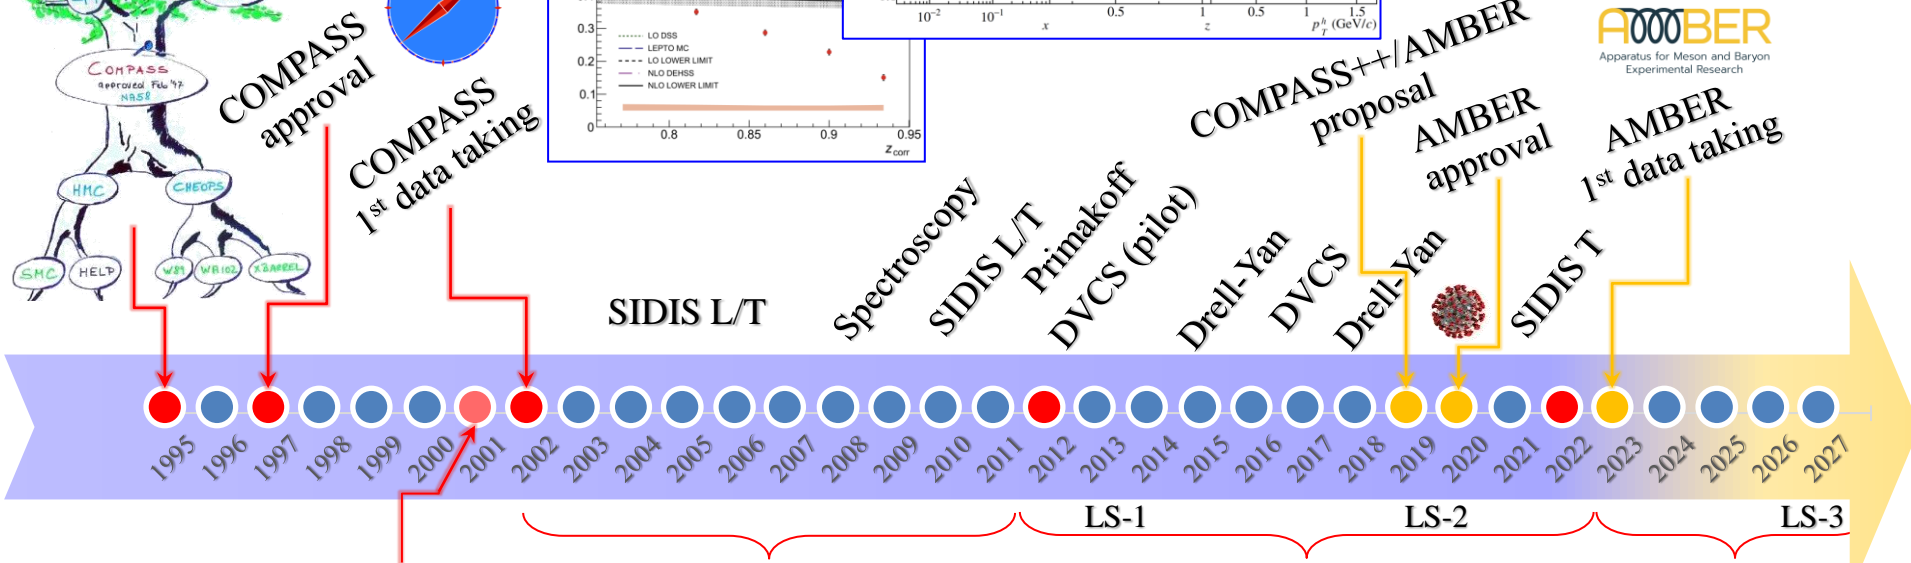 COMPASS
approved Feb '97
NA58
HMC
CHEOPS
SMC
HELP
WA102
COMPASS
approval
COMPASS
1st data taking
0.3
0.2
0.1
0
LO DSS
LEPTO MC
LO LOWER LIMIT
NLO DEHSS
NLO LOWER LIMIT
0.8
0.85
0.9
0.95
zcorr
10−2
10−1
x
0.5
1
z
0.5
1
1.5
pTh (GeV/c)
COMPASS++/AMBER
proposal
AMBER
approval
AMBER
1st data taking
AMBER
Apparatus for Meson and Baryon
Experimental Research
SIDIS L/T
Spectroscopy
SIDIS L/T
Primakoff
DVCS (pilot)
Drell-Yan
DVCS
Drell-Yan
SIDIS T
1995
1996
1997
1998
1999
2000
2001
2002
2003
2004
2005
2006
2007
2008
2009
2010
2011
2012
2013
2014
2015
2016
2017
2018
2019
2020
2021
2022
2023
2024
2025
2026
2027
LS-1
LS-2
LS-3